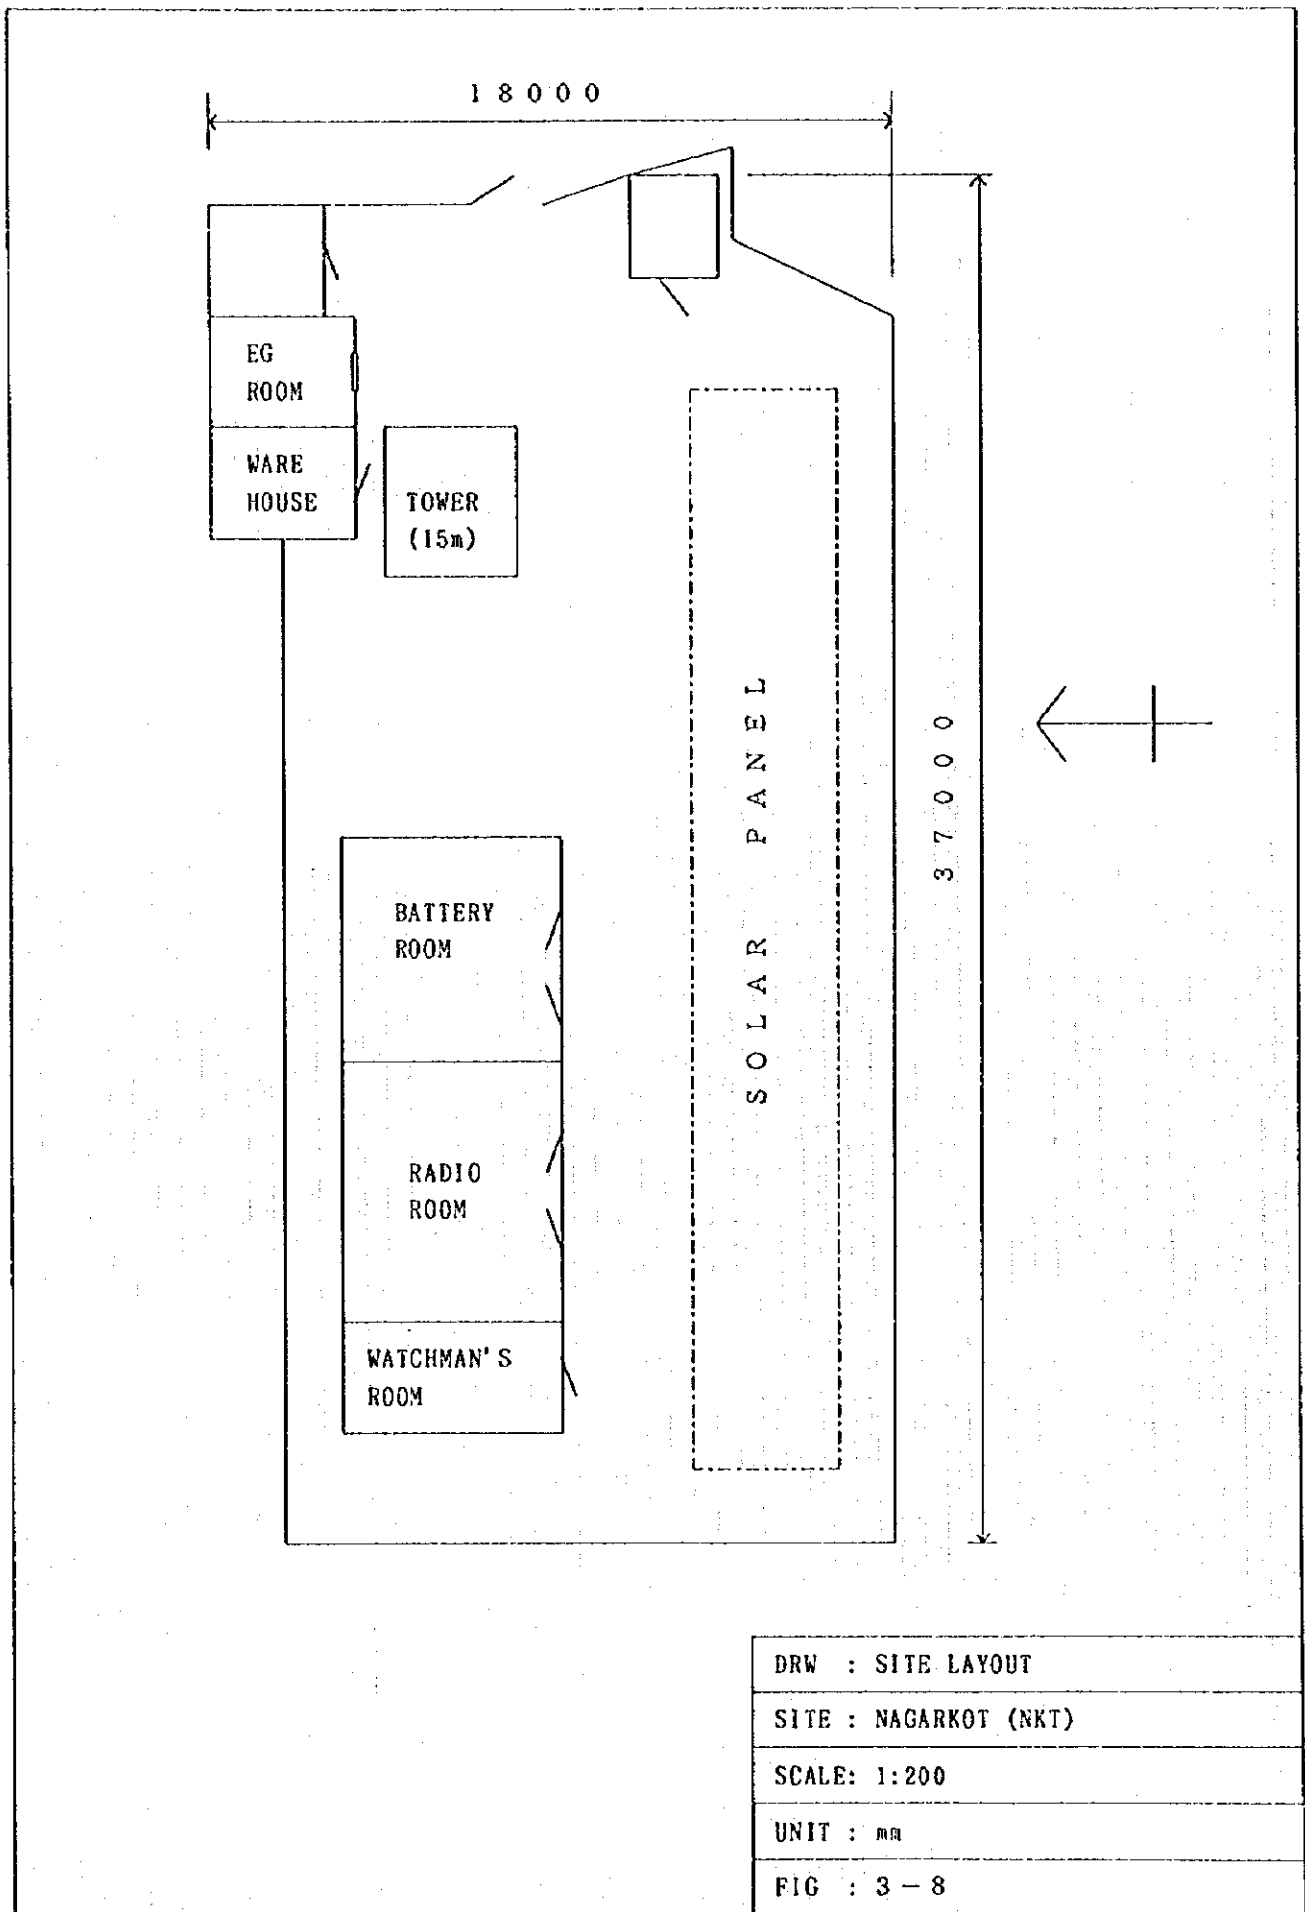 18000
EG
ROOM
WARE
HOUSE
TOWER
(15m)
SOLAR PANEL
37000
BATTERY
ROOM
RADIO
ROOM
WATCHMAN'S
ROOM
DRW : SITE LAYOUT
SITE : NAGARKOT (NKT)
SCALE: 1:200
UNIT : mm
FIG : 3 - 8